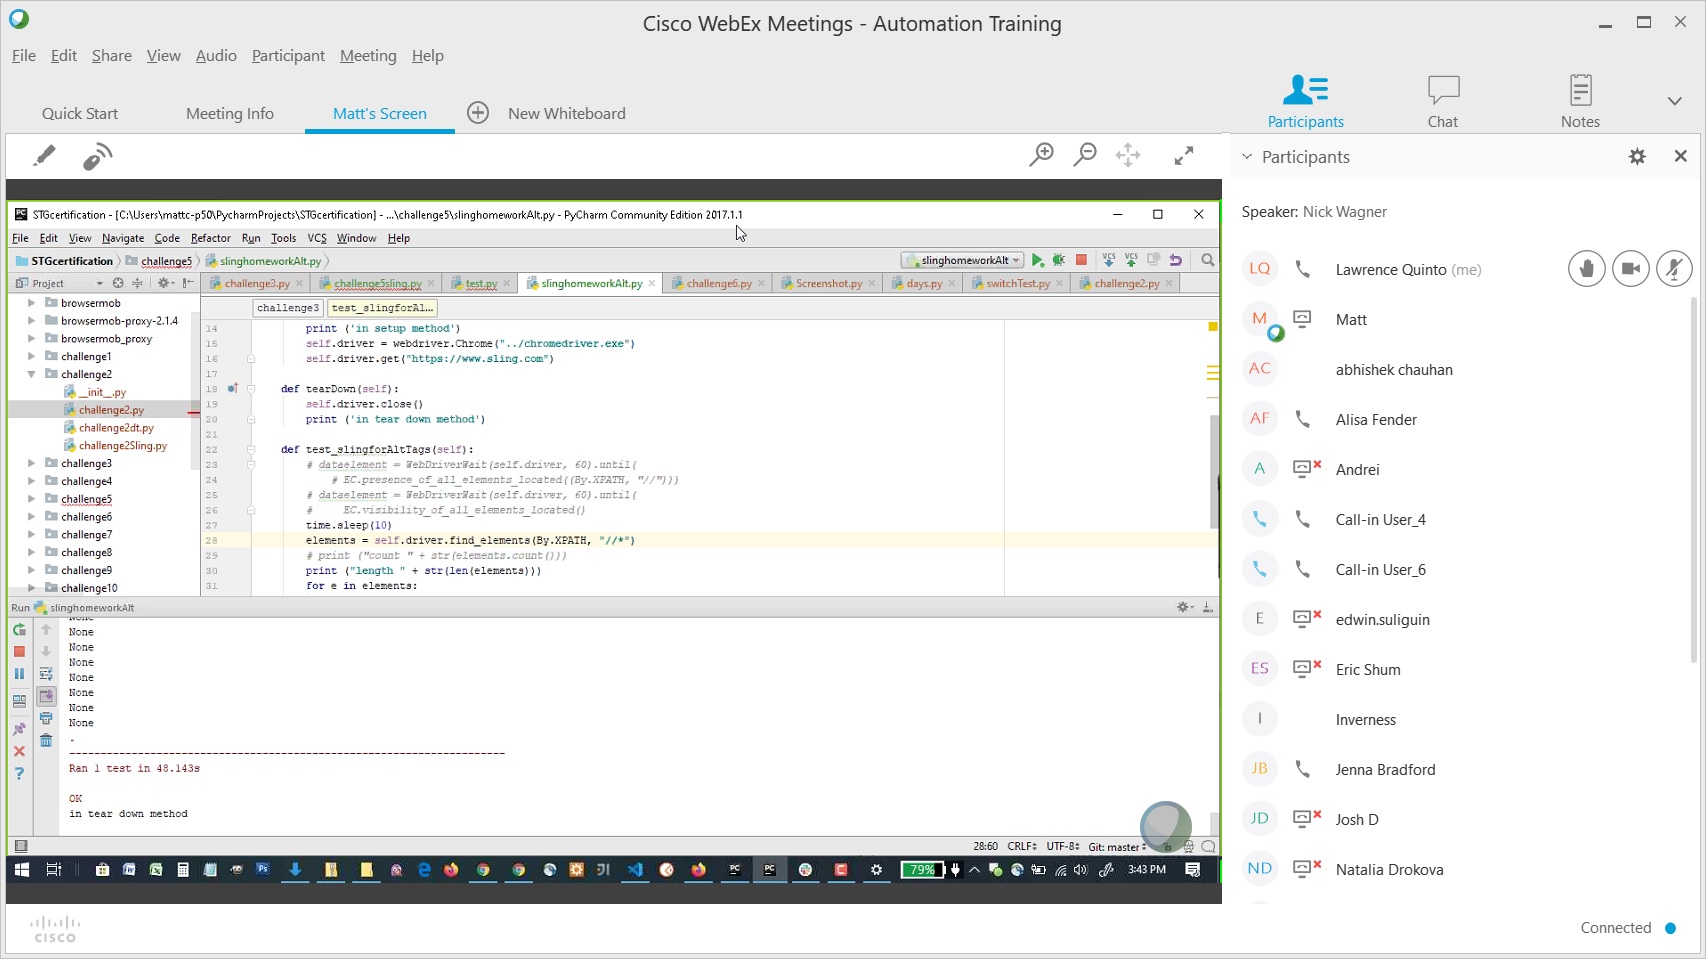 Cisco WebEx Meetings - Automation Training
File Edit Share View Audio Participant Meeting Help
Quick Start Meeting Info Matt's Screen New Whiteboard
Participants Chat Notes
Participants
Speaker: Nick Wagner
LQ Lawrence Quinto (me)
M Matt
AC abhishek chauhan
AF Alisa Fender
A Andrei
Call-in User_4
Call-in User_6
E edwin.suliguin
ES Eric Shum
I Inverness
JB Jenna Bradford
JD Josh D
ND Natalia Drokova
STGcertification - [C:\Users\mattc-p50\PycharmProjects\STGcertification] - ...\challenge5\slinghomeworkAlt.py - PyCharm Community Edition 2017.1.1
File Edit View Navigate Code Refactor Run Tools VCS Window Help
STGcertification challenge5 slinghomeworkAlt.py
slinghomeworkAlt
VCS VCS
Project
challenge3.py challenge5sling.py test.py slinghomeworkAlt.py challenge6.py Screenshot.py days.py switchTest.py challenge2.py
browsermob
browsermob-proxy-2.1.4
browsermob_proxy
challenge1
challenge2
__init__.py
challenge2.py
challenge2dt.py
challenge2Sling.py
challenge3
challenge4
challenge5
challenge6
challenge7
challenge8
challenge9
challenge10
challenge3 test_slingforAl...
14 print ('in setup method')
15 self.driver = webdriver.Chrome("../chromedriver.exe")
16 self.driver.get("https://www.sling.com")
17
18 def tearDown(self):
19 self.driver.close()
20 print ('in tear down method')
21
22 def test_slingforAltTags(self):
23 # dataelement = WebDriverWait(self.driver, 60).until(
24 # EC.presence_of_all_elements_located((By.XPATH, "//")))
25 # dataelement = WebDriverWait(self.driver, 60).until(
26 # EC.visibility_of_all_elements_located()
27 time.sleep(10)
28 elements = self.driver.find_elements(By.XPATH, "//*")
29 # print ("count " + str(elements.count()))
30 print ("length " + str(len(elements)))
31 for e in elements:
Run slinghomeworkAlt
None
None
None
None
None
None
None
None
.
----------------------------------------------------------------------
Ran 1 test in 48.143s
OK
in tear down method
28:60 CRLF UTF-8 Git: master
79% 3:43 PM
CISCO
Connected